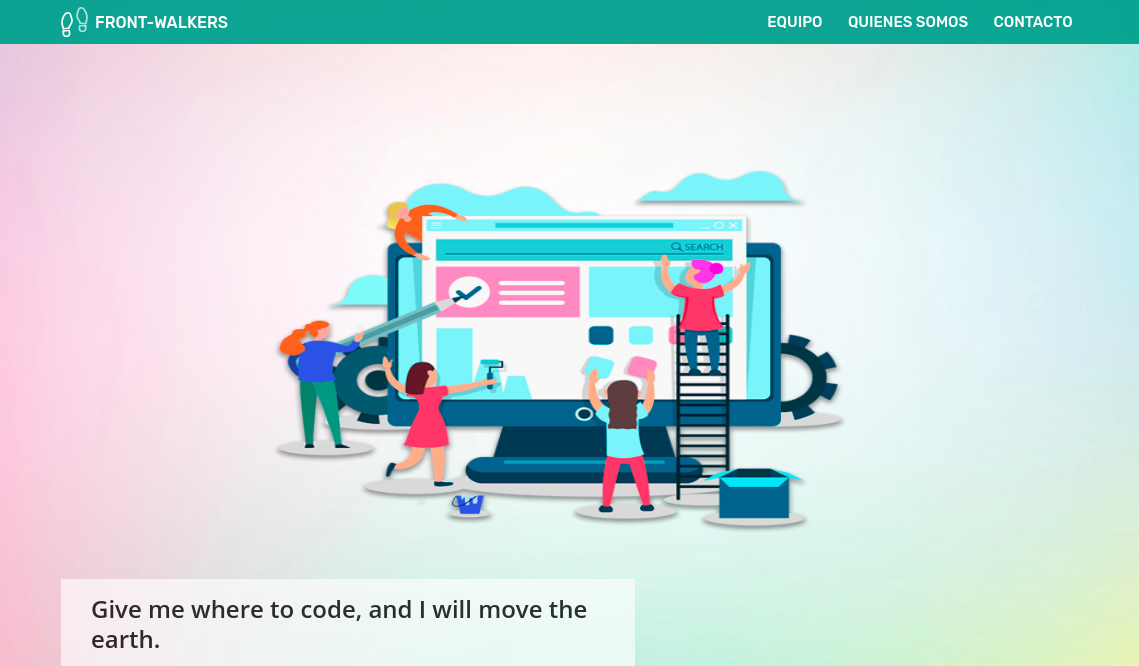 FRONT-WALKERS
EQUIPO QUIENES SOMOS CONTACTO
SEARCH
Give me where to code, and I will move the
earth.